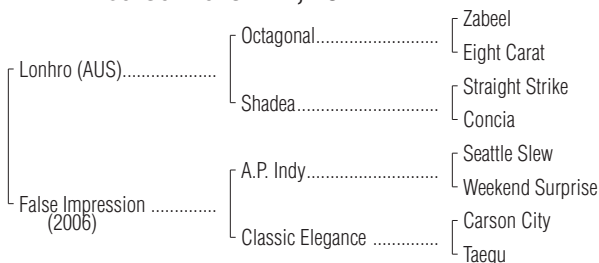 Zabeel
Octagonal
Eight Carat
Lonhro (AUS)
Straight Strike
Shadea
Concia
Seattle Slew
A.P. Indy
Weekend Surprise
False Impression
(2006)
Carson City
Classic Elegance
Taegu